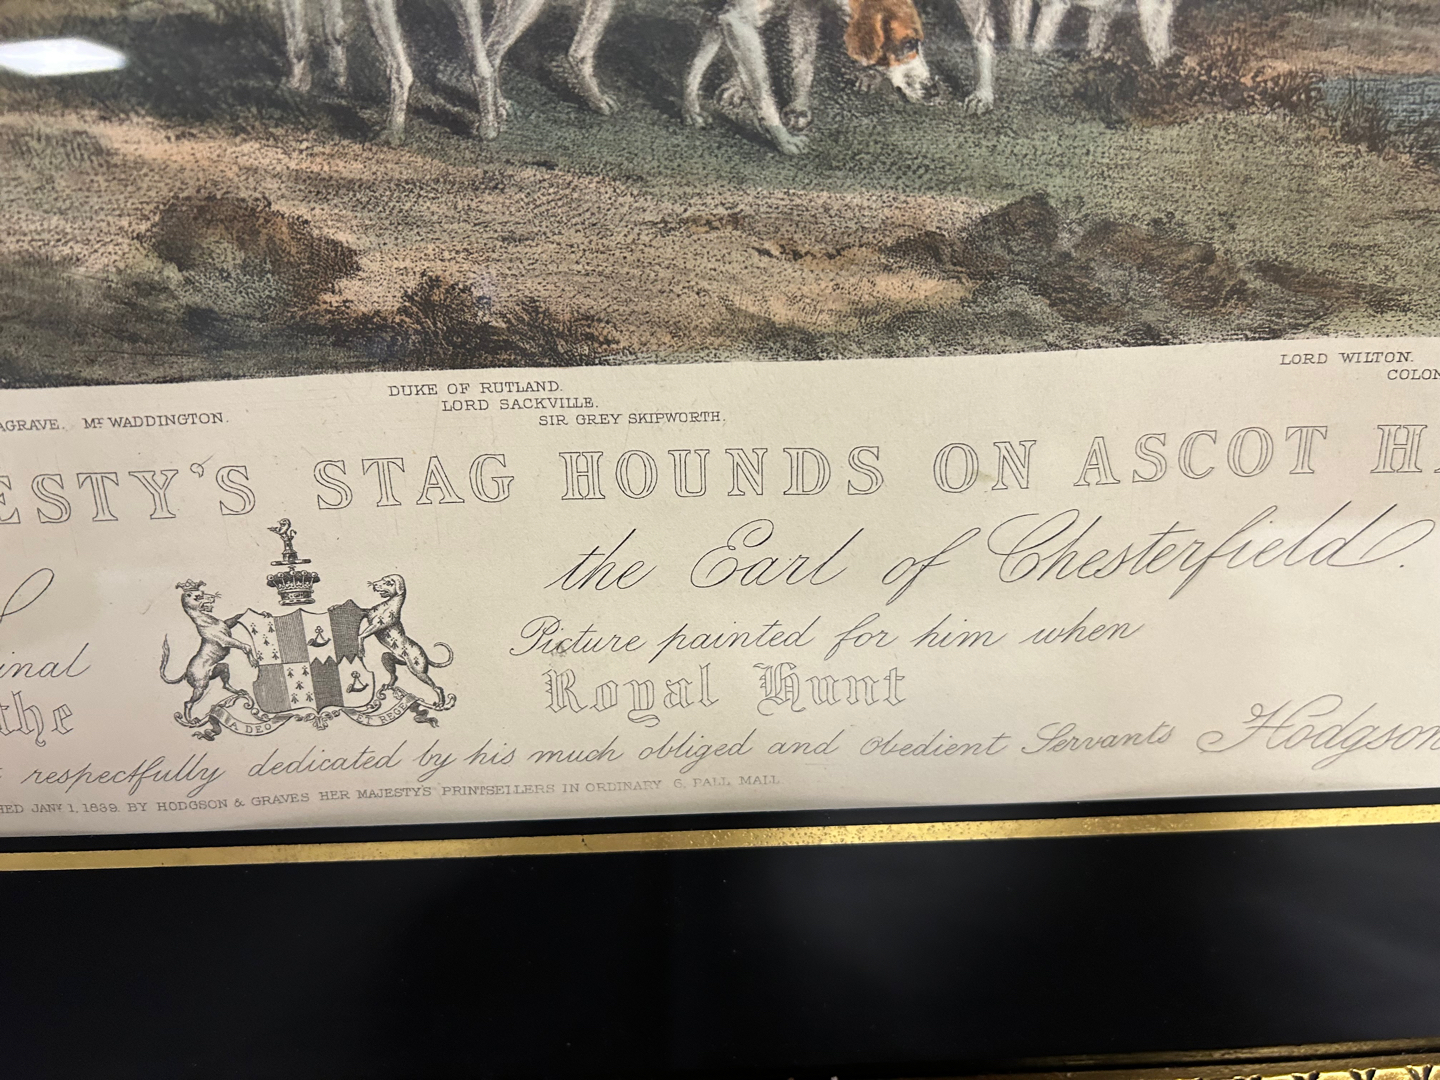 DUKE OF RUTLAND.
LORD WILTON.
LORD SACKVILLE.
COLON
AGRAVE. Mr WADDINGTON.
SIR GREY SKIPWORTH.
ESTY'S STAG HOUNDS ON ASCOT H
the Earl of Chesterfield.
inal
Picture painted for him when
the
Royal Hunt
A DEO ET REGE
respectfully dedicated by his much obliged and obedient Servants Hodgson
HED JANY 1, 1839. BY HODGSON & GRAVES HER MAJESTY'S PRINTSELLERS IN ORDINARY 6, PALL MALL